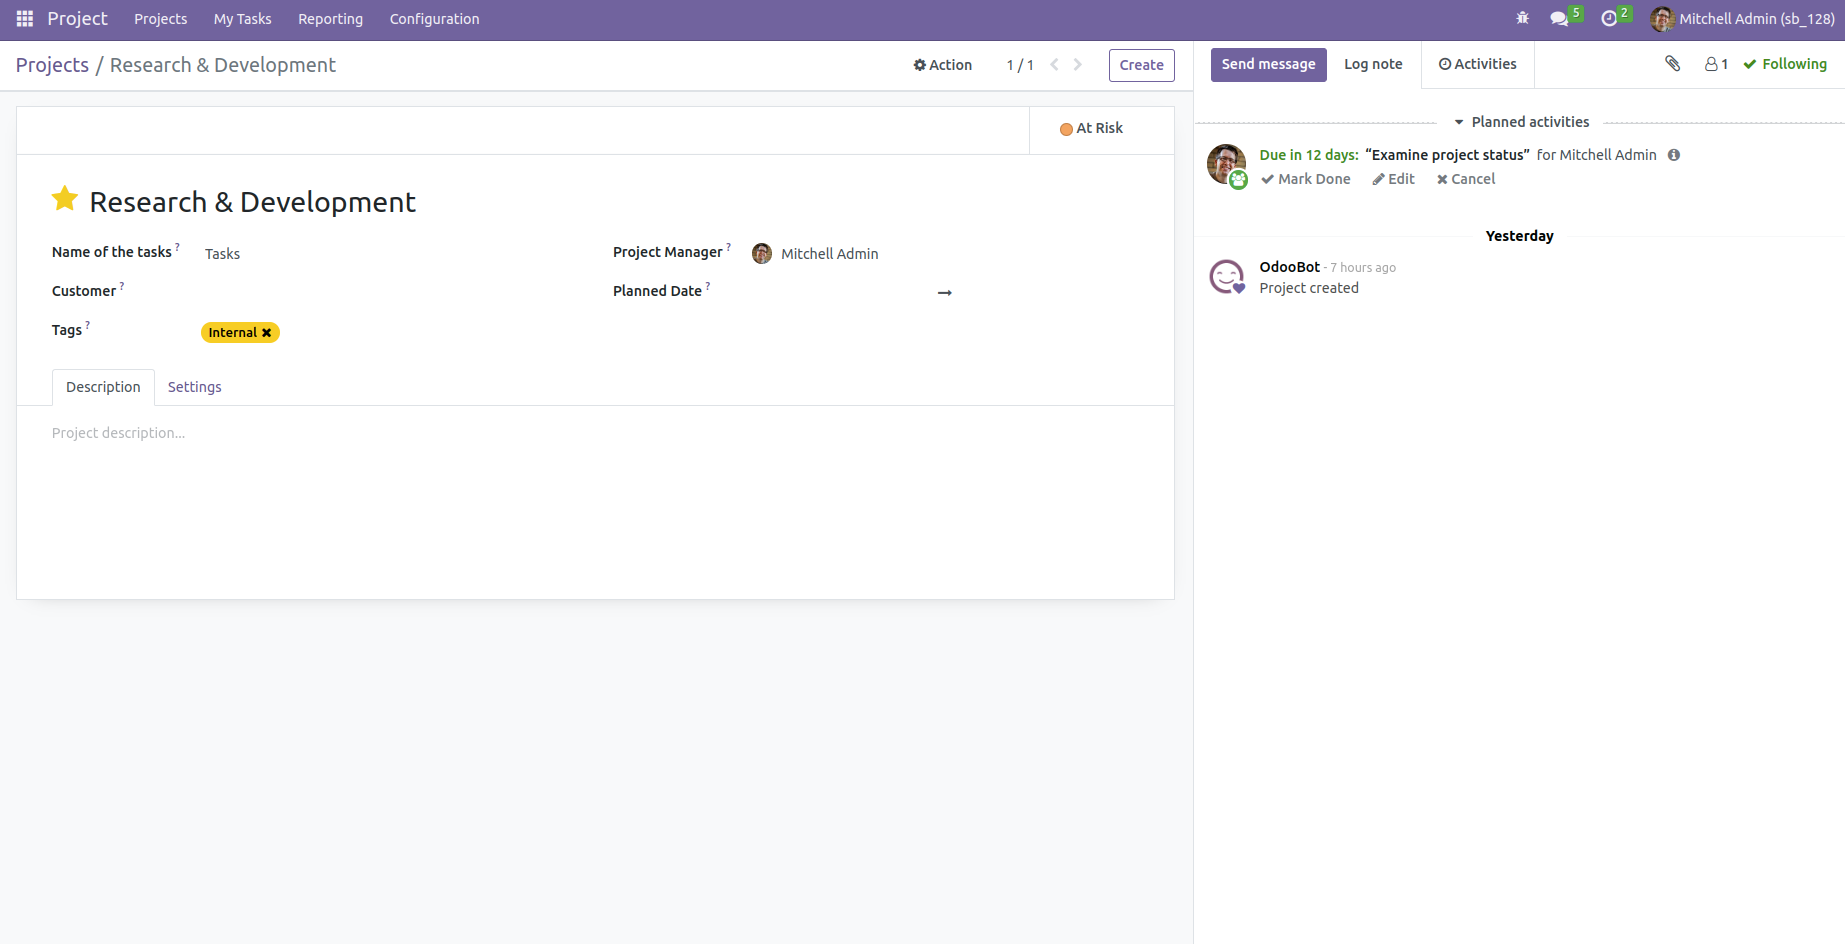 Project Projects My Tasks Reporting Configuration 5 2 Mitchell Admin (sb_128)
Projects / Research & Development Action 1 / 1 Create
Send message Log note Activities 1 Following
At Risk
Research & Development
Name of the tasks ? Tasks
Project Manager ? Mitchell Admin
Customer ?
Planned Date ? →
Tags ? Internal ✖
Description Settings
Project description...
Planned activities
Due in 12 days: “Examine project status” for Mitchell Admin
Mark Done Edit Cancel
Yesterday
OdooBot - 7 hours ago
Project created